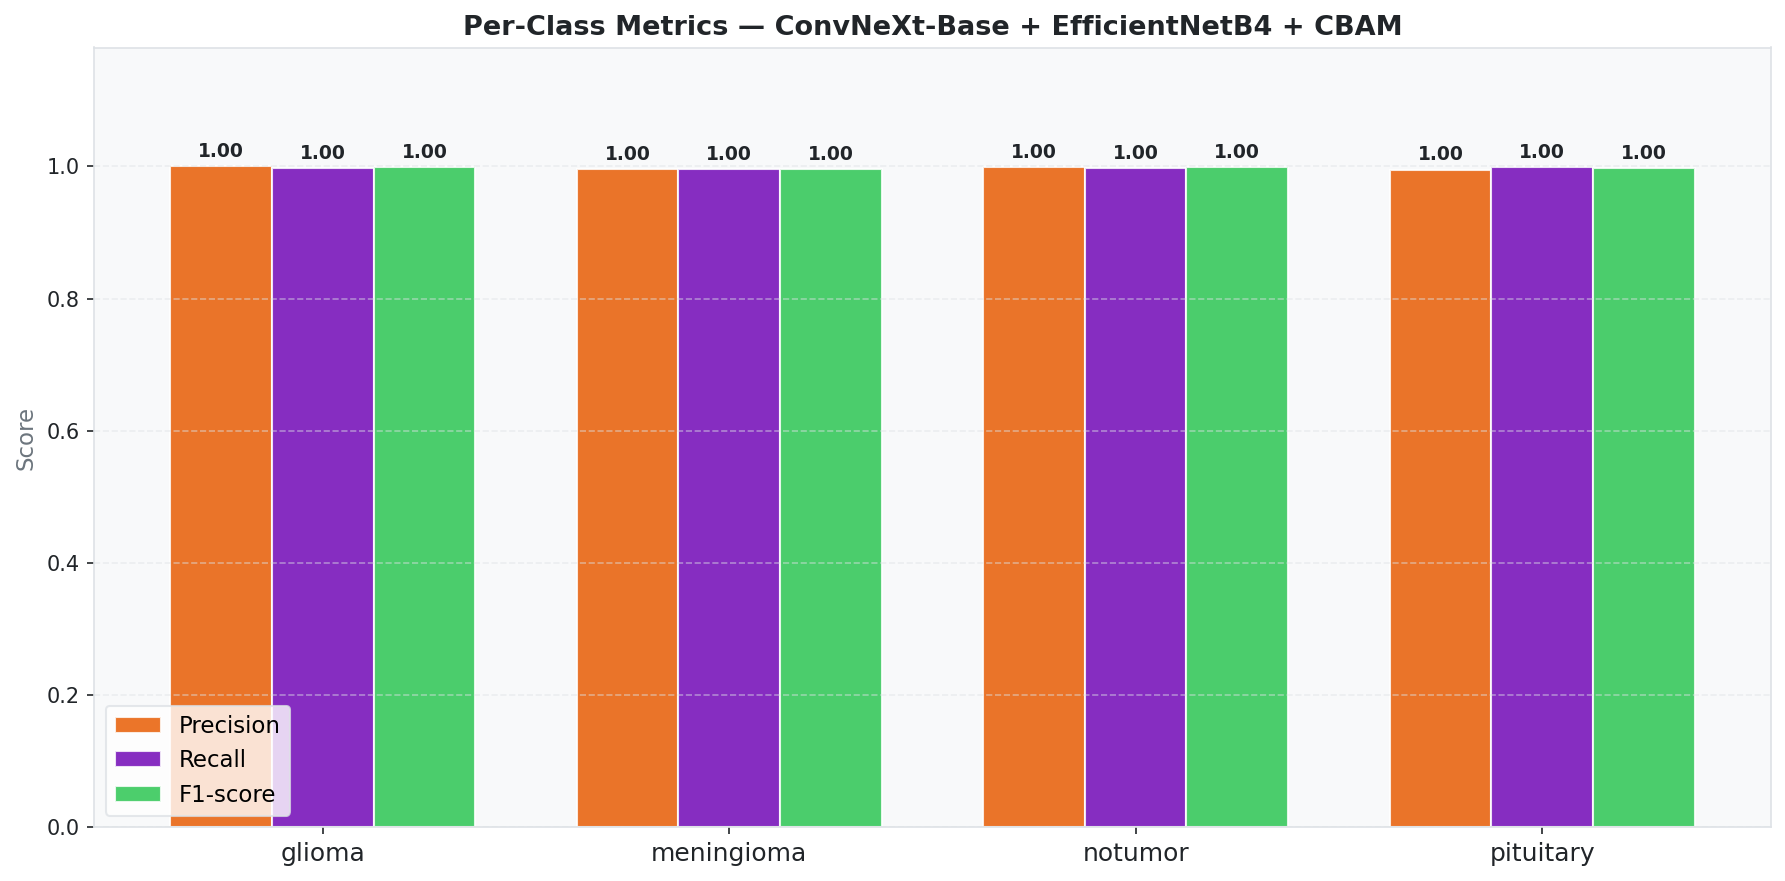 Per-Class Metrics — ConvNeXt-Base + EfficientNetB4 + CBAM
1.00 1.00 1.00 1.00 1.00 1.00 1.00 1.00 1.00 1.00 1.00 1.00
1.0
0.8
0.6
0.4
0.2
0.0
Score
Precision
Recall
F1-score
glioma meningioma notumor pituitary